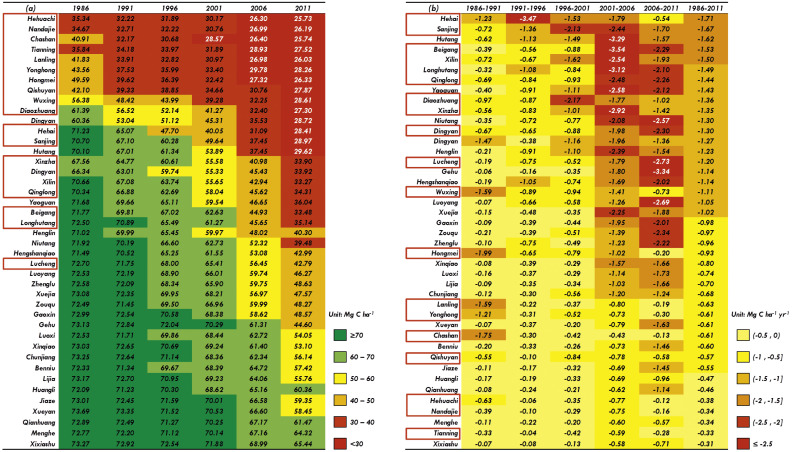 (a) 1986 1991 1996 2001 2006 2011
Hehuachi 35.34 32.22 31.89 30.17 26.30 25.73
Nandajie 34.67 32.71 32.22 30.76 26.99 26.19
Chashan 40.91 32.17 30.68 28.57 26.40 25.74
Tianning 35.84 34.18 33.97 31.89 28.93 27.52
Lanling 41.83 33.91 32.82 30.97 26.98 26.03
Yonghong 43.56 37.53 35.99 33.40 29.78 28.26
Hongmei 49.59 39.62 36.39 32.42 27.32 26.33
Qishuyan 42.10 39.33 38.85 34.66 30.76 27.87
Wuxing 56.38 48.42 43.99 39.28 32.25 28.61
Diaozhuang 61.39 56.52 52.14 41.27 32.40 27.30
Dingyan 60.36 53.04 51.12 45.31 35.53 28.72
Hehai 71.23 65.07 47.70 40.05 31.09 28.41
Sanjing 70.70 67.10 60.28 49.64 37.45 28.97
Hutang 70.10 67.01 61.34 53.89 37.45 29.62
Xinzha 67.56 64.77 60.61 55.58 40.98 33.90
Dingyan 66.34 63.01 59.74 55.33 45.43 33.92
Xilin 70.66 67.08 63.74 55.65 42.94 33.27
Qinglong 70.34 66.88 62.69 58.04 45.62 34.31
Yaoguan 71.68 69.66 65.11 59.54 46.65 36.04
Beigang 71.77 69.81 67.02 62.63 44.93 33.48
Longhutang 72.50 70.89 65.49 61.27 45.65 35.14
Henglin 71.02 69.99 65.45 59.97 48.02 40.30
Niutang 71.92 70.19 66.60 62.73 52.32 39.48
Hengshanqiao 71.49 70.52 65.25 61.55 53.08 42.99
Lucheng 72.70 71.75 68.00 65.41 56.45 42.79
Luoyang 72.53 72.19 68.90 66.01 59.74 46.27
Zhenglu 72.58 72.09 68.34 65.90 59.75 48.63
Xuejia 73.08 72.35 69.95 68.21 56.97 47.57
Zouqu 72.49 71.45 69.50 66.96 59.99 48.27
Gaoxin 72.99 72.54 70.58 68.38 58.62 48.57
Gehu 73.13 72.84 72.04 70.29 61.31 44.60
Luoxi 72.53 71.71 69.86 68.44 62.72 54.05
Xinqiao 73.03 72.65 70.69 69.24 61.40 53.10
Chunjiang 73.25 72.64 71.14 68.36 62.34 56.14
Benniu 72.33 71.34 69.67 68.39 64.72 57.42
Lijia 73.17 72.70 70.95 69.23 64.06 55.76
Huangli 72.09 71.23 70.30 68.62 65.16 60.36
Jiaze 73.01 72.45 71.59 70.01 66.58 59.35
Xueyan 73.69 73.35 71.52 70.53 66.60 58.45
Qianhuang 72.89 72.49 71.27 70.25 67.17 61.47
Menghe 72.77 72.20 71.12 70.14 67.16 64.32
Xixiashu 73.27 72.92 72.54 71.88 68.99 65.44
Unit: Mg C ha⁻¹
≥70
60 – 70
50 – 60
40 – 50
30 – 40
<30
(b) 1986-1991 1991-1996 1996-2001 2001-2006 2006-2011 1986-2011
Hehai -1.23 -3.47 -1.53 -1.79 -0.54 -1.71
Sanjing -0.72 -1.36 -2.13 -2.44 -1.70 -1.67
Hutang -0.62 -1.13 -1.49 -3.29 -1.57 -1.62
Beigang -0.39 -0.56 -0.88 -3.54 -2.29 -1.53
Xilin -0.72 -0.67 -1.62 -2.54 -1.93 -1.50
Longhutang -0.32 -1.08 -0.84 -3.12 -2.10 -1.49
Qinglong -0.69 -0.84 -0.93 -2.48 -2.26 -1.44
Yaoguan -0.40 -0.91 -1.11 -2.58 -2.12 -1.43
Diaozhuang -0.97 -0.87 -2.17 -1.77 -1.02 -1.36
Xinzha -0.56 -0.83 -1.01 -2.92 -1.42 -1.35
Niutang -0.35 -0.72 -0.77 -2.08 -2.57 -1.30
Dingyan -0.67 -0.65 -0.88 -1.98 -2.30 -1.30
Dingyan -1.47 -0.38 -1.16 -1.96 -1.36 -1.27
Henglin -0.21 -0.91 -1.10 -2.39 -1.54 -1.23
Lucheng -0.19 -0.75 -0.52 -1.79 -2.73 -1.20
Gehu -0.06 -0.16 -0.35 -1.80 -3.34 -1.14
Hengshanqiao -0.19 -1.05 -0.74 -1.69 -2.02 -1.14
Wuxing -1.59 -0.89 -0.94 -1.41 -0.73 -1.11
Luoyang -0.07 -0.66 -0.58 -1.26 -2.69 -1.05
Xuejia -0.15 -0.48 -0.35 -2.25 -1.88 -1.02
Gaoxin -0.09 -0.39 -0.44 -1.95 -2.01 -0.98
Zouqu -0.21 -0.39 -0.51 -1.39 -2.34 -0.97
Zhenglu -0.10 -0.75 -0.49 -1.23 -2.22 -0.96
Hongmei -1.99 -0.65 -0.79 -1.02 -0.20 -0.93
Xinqiao -0.08 -0.39 -0.29 -1.57 -1.66 -0.80
Luoxi -0.16 -0.37 -0.28 -1.14 -1.73 -0.74
Lijia -0.09 -0.35 -0.34 -1.03 -1.66 -0.70
Chunjiang -0.12 -0.30 -0.56 -1.20 -1.24 -0.68
Lanling -1.59 -0.22 -0.37 -0.80 -0.19 -0.63
Yonghong -1.21 -0.31 -0.52 -0.73 -0.30 -0.61
Xueyan -0.07 -0.37 -0.20 -0.79 -1.63 -0.61
Chashan -1.75 -0.30 -0.42 -0.43 -0.13 -0.61
Benniu -0.20 -0.33 -0.26 -0.73 -1.46 -0.60
Qishuyan -0.55 -0.10 -0.84 -0.78 -0.58 -0.57
Jiaze -0.11 -0.17 -0.32 -0.69 -1.45 -0.55
Huangli -0.17 -0.19 -0.33 -0.69 -0.96 -0.47
Qianhuang -0.08 -0.24 -0.21 -0.62 -1.14 -0.46
Hehuachi -0.63 -0.06 -0.35 -0.77 -0.12 -0.38
Nandajie -0.39 -0.10 -0.29 -0.75 -0.16 -0.34
Menghe -0.11 -0.22 -0.20 -0.60 -0.57 -0.34
Tianning -0.33 -0.04 -0.42 -0.59 -0.28 -0.33
Xixiashu -0.07 -0.08 -0.13 -0.58 -0.71 -0.31
Unit: Mg C ha⁻¹ yr⁻¹
(-0.5, 0)
(-1, -0.5]
(-1.5, -1]
(-2, -1.5]
(-2.5, -2]
≤ -2.5